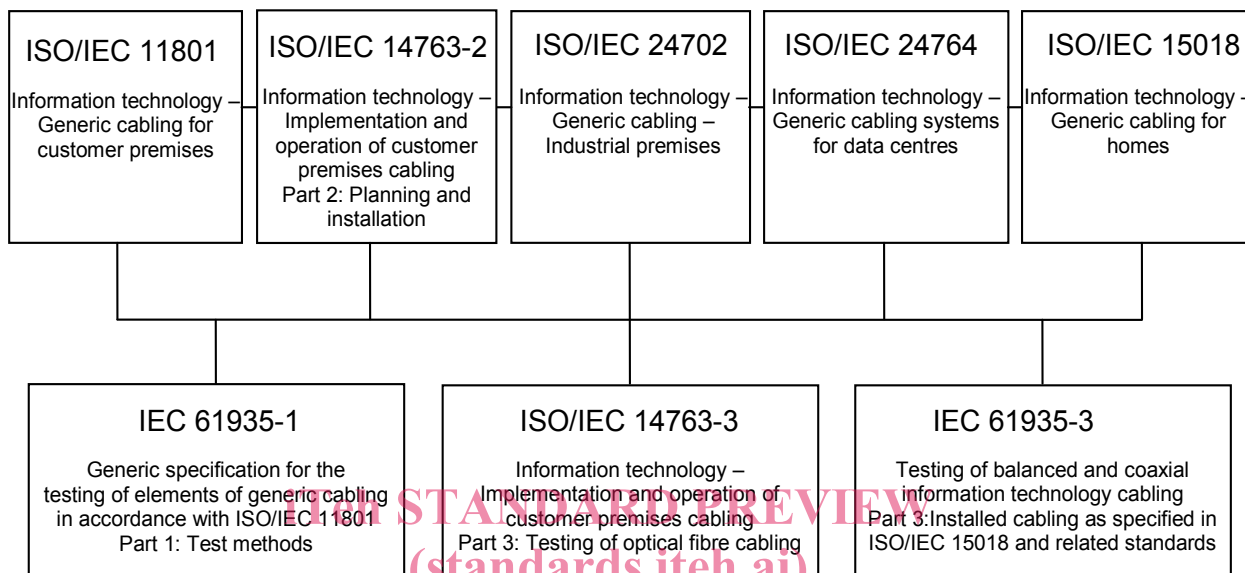 ISO/IEC 11801
Information technology –
Generic cabling for
customer premises
ISO/IEC 14763-2
Information technology –
Implementation and
operation of customer
premises cabling
Part 2: Planning and
installation
ISO/IEC 24702
Information technology –
Generic cabling –
Industrial premises
ISO/IEC 24764
Information technology –
Generic cabling systems
for data centres
ISO/IEC 15018
Information technology –
Generic cabling for
homes
IEC 61935-1
Generic specification for the
testing of elements of generic cabling
in accordance with ISO/IEC 11801
Part 1: Test methods
ISO/IEC 14763-3
Information technology –
Implementation and operation of
customer premises cabling
Part 3: Testing of optical fibre cabling
IEC 61935-3
Testing of balanced and coaxial
information technology cabling
Part 3:Installed cabling as specified in
ISO/IEC 15018 and related standards
iTeh STANDARD PREVIEW
(standards.iteh.ai)